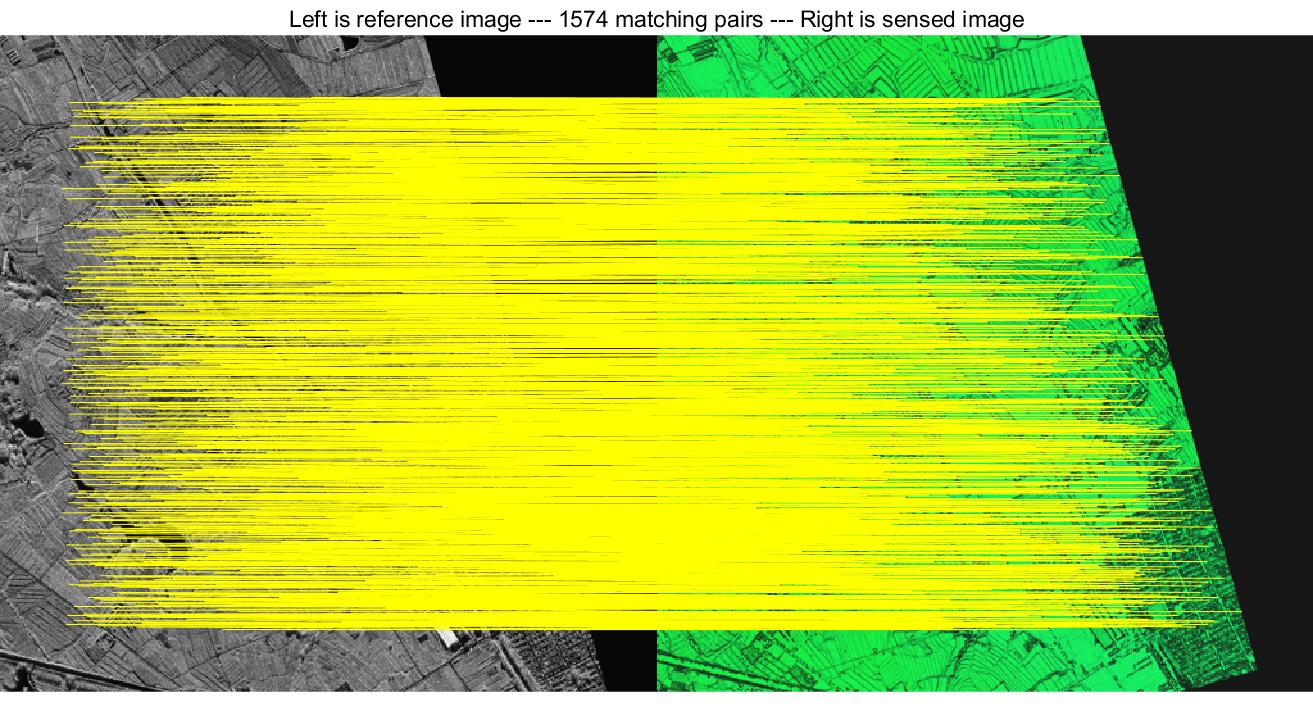 Left is reference image --- 1574 matching pairs --- Right is sensed image